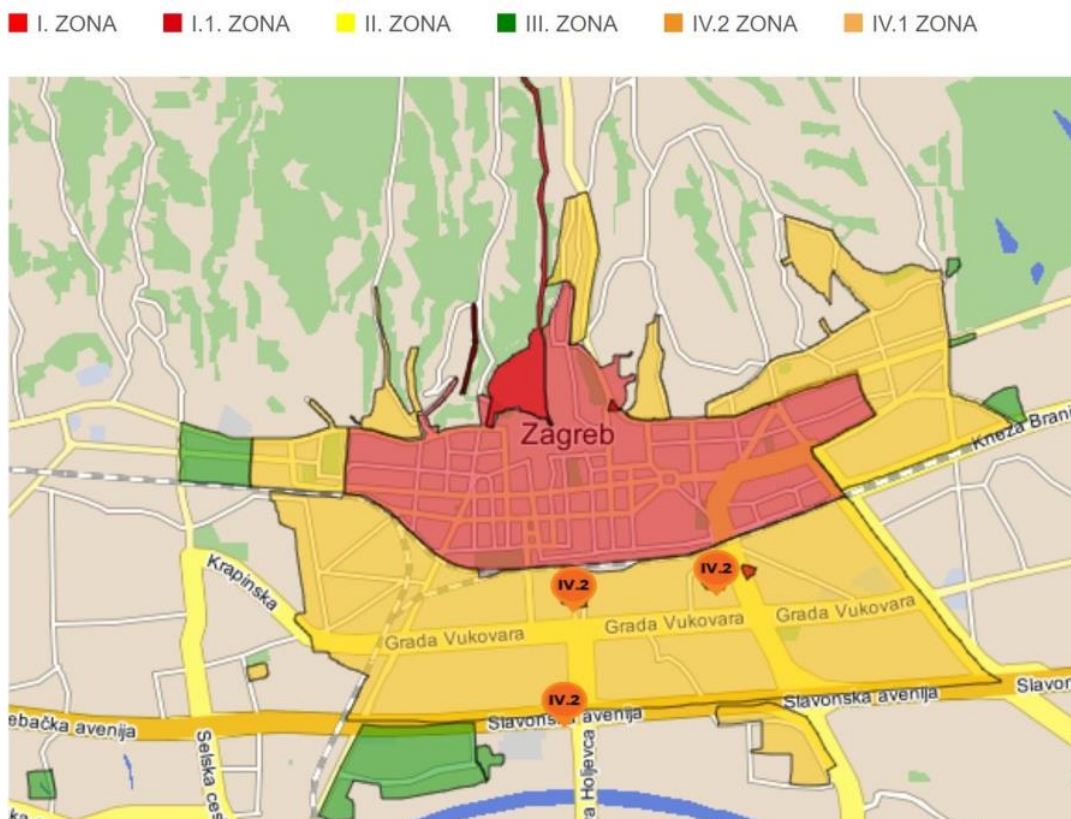 I. ZONA
I.1. ZONA
II. ZONA
III. ZONA
IV.2 ZONA
IV.1 ZONA
Zagreb
Kneza Brani
Krapinska
IV.2
IV.2
Grada Vukovara
Grada Vukovara
Grada Vukovara
IV.2
ebačka avenija
Slavonska avenija
Slavonska avenija
Slavon
Selska ces
a Holjevca